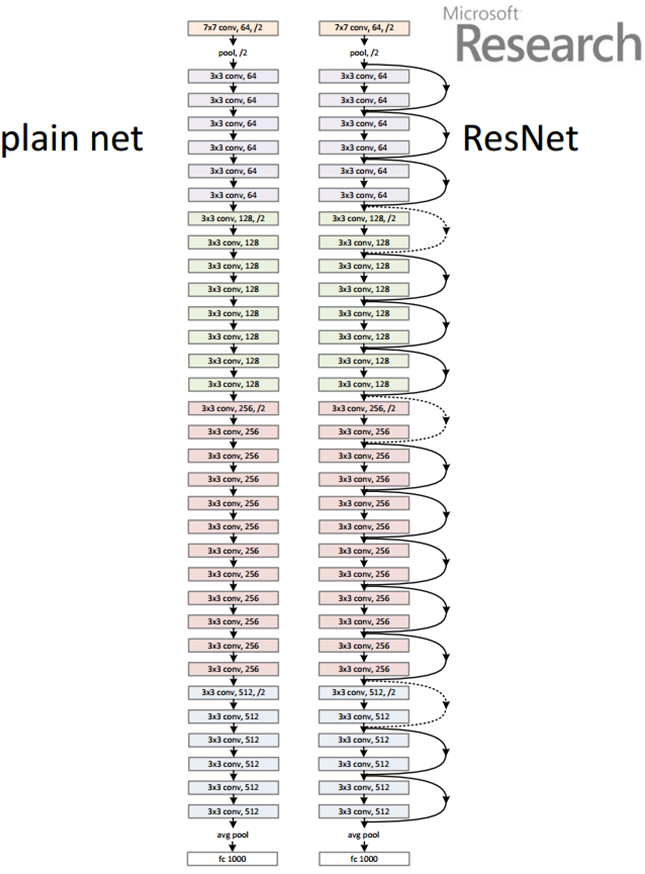 Microsoft
Research
plain net
7x7 conv, 64, /2
pool, /2
3x3 conv, 64
3x3 conv, 64
3x3 conv, 64
3x3 conv, 64
3x3 conv, 64
3x3 conv, 64
3x3 conv, 128, /2
3x3 conv, 128
3x3 conv, 128
3x3 conv, 128
3x3 conv, 128
3x3 conv, 128
3x3 conv, 128
3x3 conv, 128
3x3 conv, 256, /2
3x3 conv, 256
3x3 conv, 256
3x3 conv, 256
3x3 conv, 256
3x3 conv, 256
3x3 conv, 256
3x3 conv, 256
3x3 conv, 256
3x3 conv, 256
3x3 conv, 256
3x3 conv, 256
3x3 conv, 512, /2
3x3 conv, 512
3x3 conv, 512
3x3 conv, 512
3x3 conv, 512
3x3 conv, 512
avg pool
fc 1000
ResNet
7x7 conv, 64, /2
pool, /2
3x3 conv, 64
3x3 conv, 64
3x3 conv, 64
3x3 conv, 64
3x3 conv, 64
3x3 conv, 64
3x3 conv, 128, /2
3x3 conv, 128
3x3 conv, 128
3x3 conv, 128
3x3 conv, 128
3x3 conv, 128
3x3 conv, 128
3x3 conv, 128
3x3 conv, 256, /2
3x3 conv, 256
3x3 conv, 256
3x3 conv, 256
3x3 conv, 256
3x3 conv, 256
3x3 conv, 256
3x3 conv, 256
3x3 conv, 256
3x3 conv, 256
3x3 conv, 256
3x3 conv, 256
3x3 conv, 512, /2
3x3 conv, 512
3x3 conv, 512
3x3 conv, 512
3x3 conv, 512
3x3 conv, 512
avg pool
fc 1000